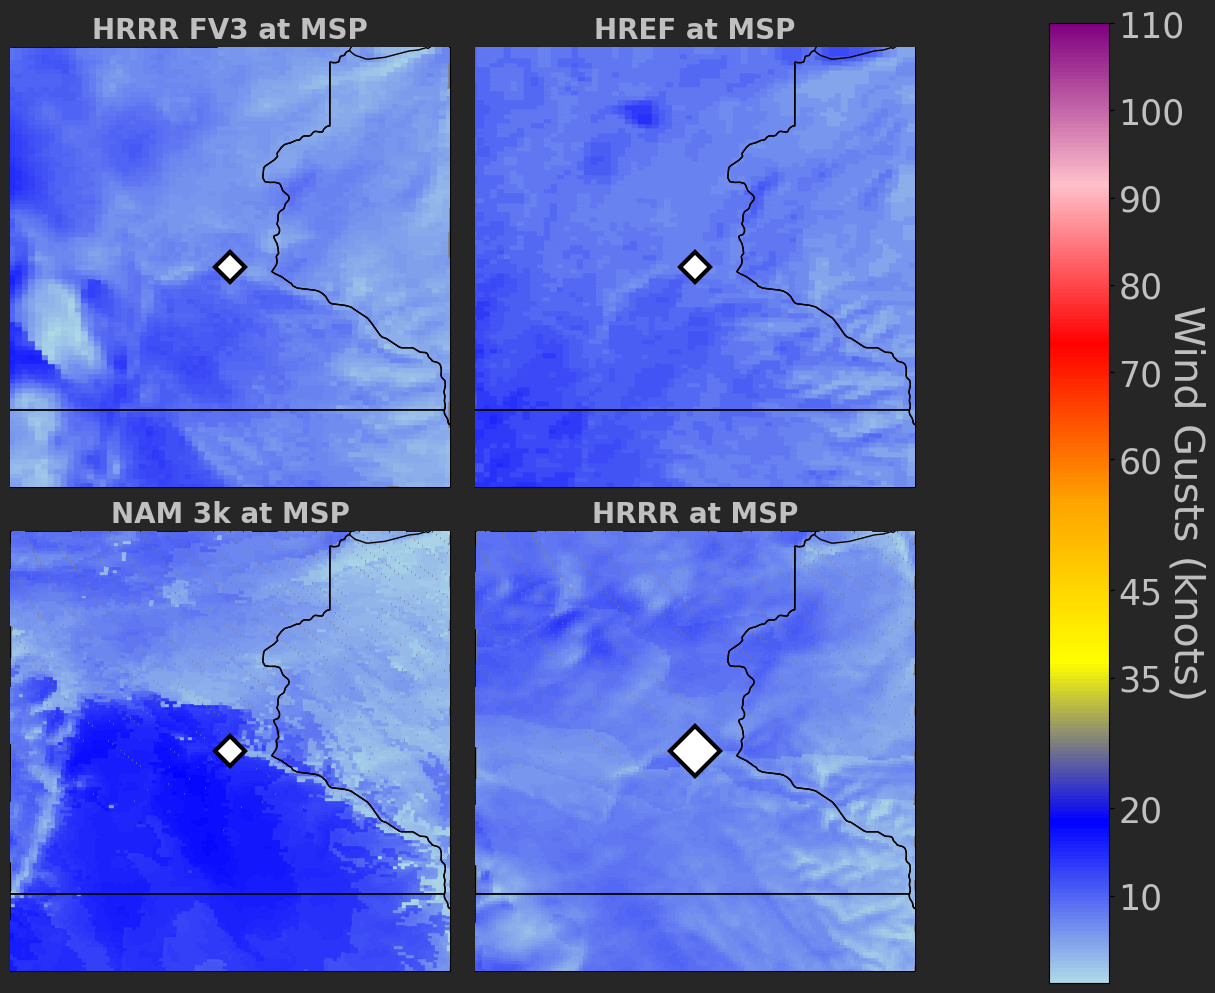 HRRR FV3 at MSP
HREF at MSP
NAM 3k at MSP
HRRR at MSP
110
100
90
80
70
60
45
35
20
10
Wind Gusts (knots)